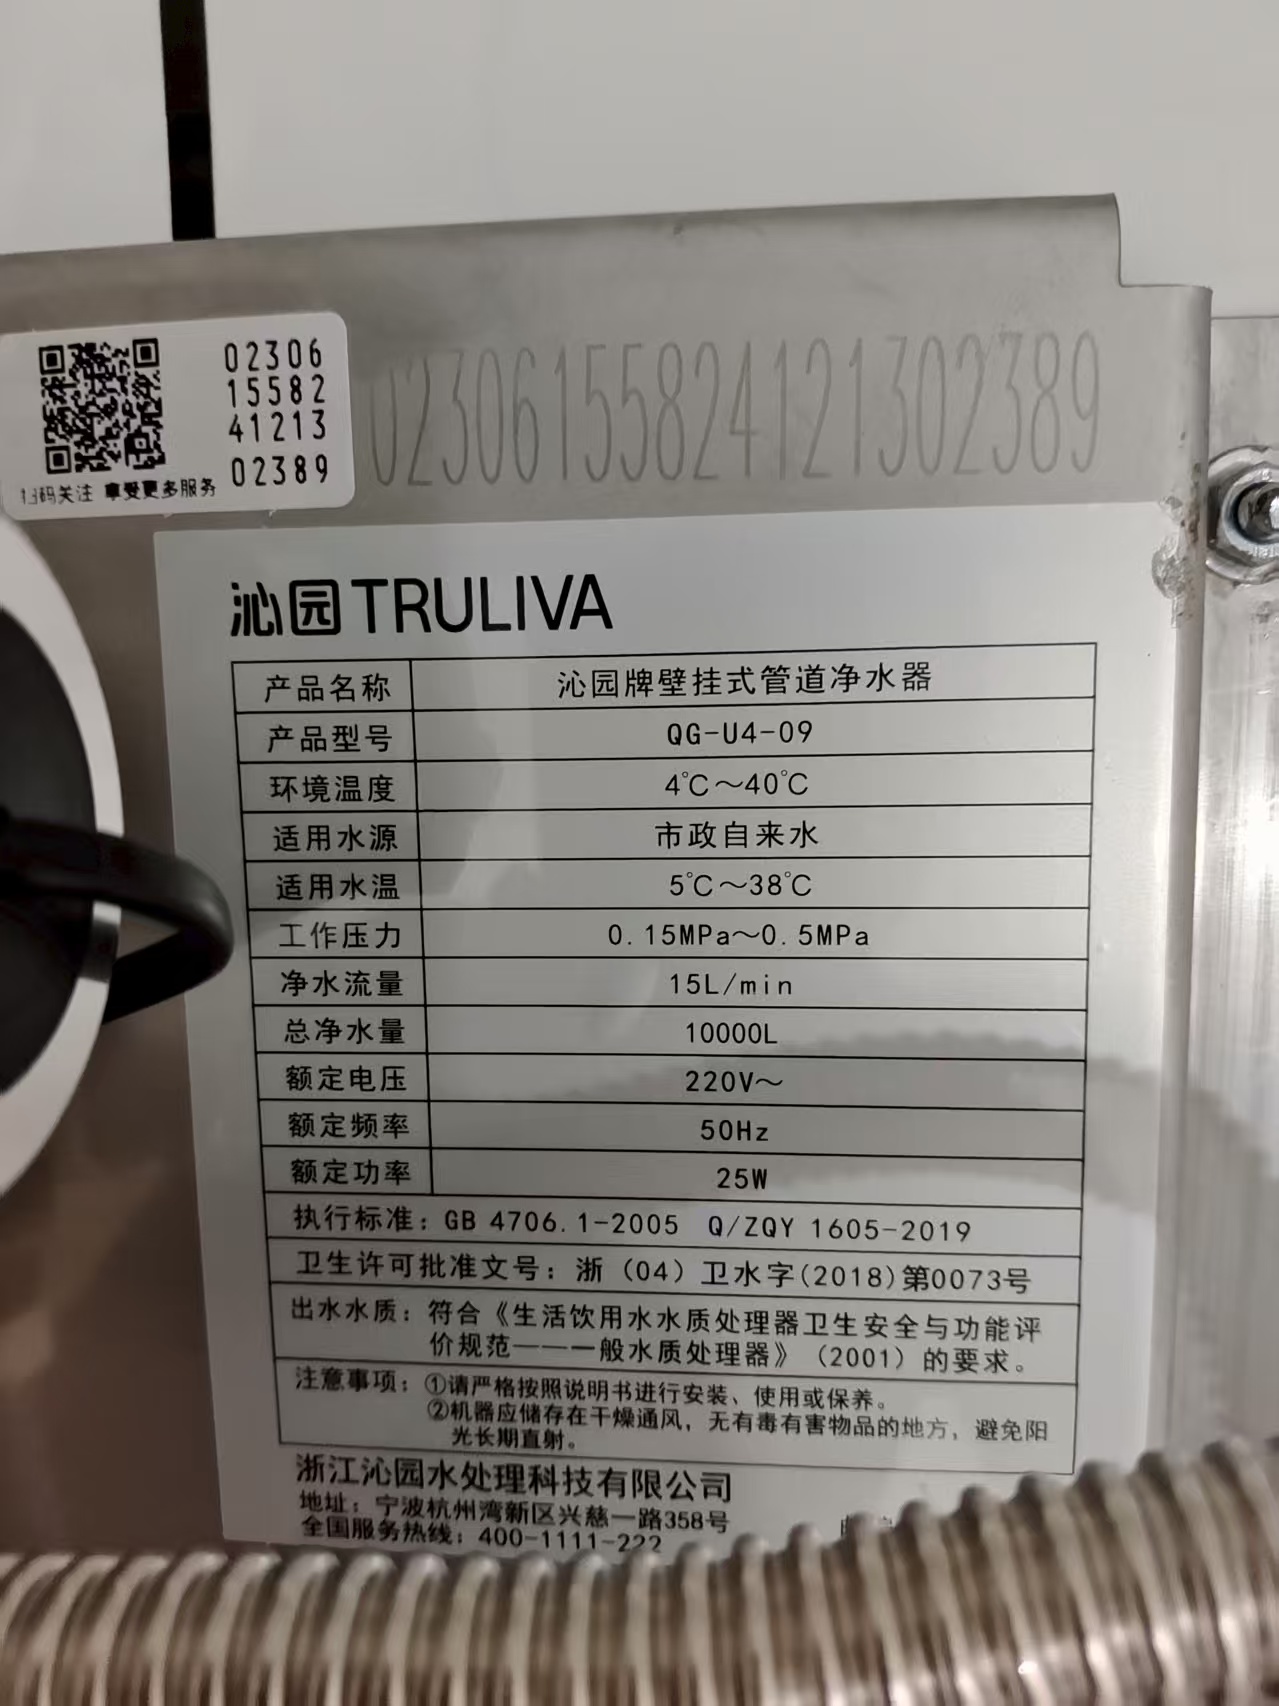 02306
15582
41213
02389
扫码关注 享受更多服务
02306155824121302389
沁园TRULIVA
产品名称 沁园牌壁挂式管道净水器
产品型号 QG-U4-09
环境温度 4℃~40℃
适用水源 市政自来水
适用水温 5℃~38℃
工作压力 0.15MPa~0.5MPa
净水流量 15L/min
总净水量 10000L
额定电压 220V~
额定频率 50Hz
额定功率 25W
执行标准：GB 4706.1-2005 Q/ZQY 1605-2019
卫生许可批准文号：浙（04）卫水字(2018)第0073号
出水水质：符合《生活饮用水水质处理器卫生安全与功能评
价规范———一般水质处理器》（2001）的要求。
注意事项：①请严格按照说明书进行安装、使用或保养。
②机器应储存在干燥通风，无有毒有害物品的地方，避免阳
光长期直射。
浙江沁园水处理科技有限公司
地址：宁波杭州湾新区兴慈一路358号
全国服务热线：400-1111-222